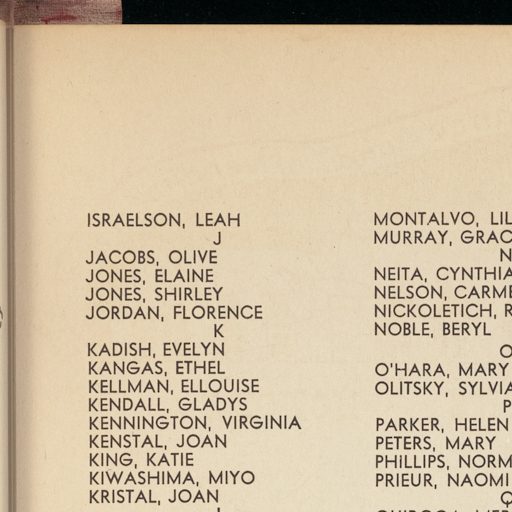 ISRAELSON, LEAH
J
JACOBS, OLIVE
JONES, ELAINE
JONES, SHIRLEY
JORDAN, FLORENCE
K
KADISH, EVELYN
KANGAS, ETHEL
KELLMAN, ELLOUISE
KENDALL, GLADYS
KENNINGTON, VIRGINIA
KENSTAL, JOAN
KING, KATIE
KIWASHIMA, MIYO
KRISTAL, JOAN
MONTALVO,
MURRAY,
N
NEITA, CYNTHIA
NELSON,
NICKOLETICH,
NOBLE, BERYL
O
O'HARA, MARY
OLITSKY, SYLVIA
P
PARKER, HELEN
PETERS, MARY
PHILLIPS,
PRIEUR, NAOMI
Q